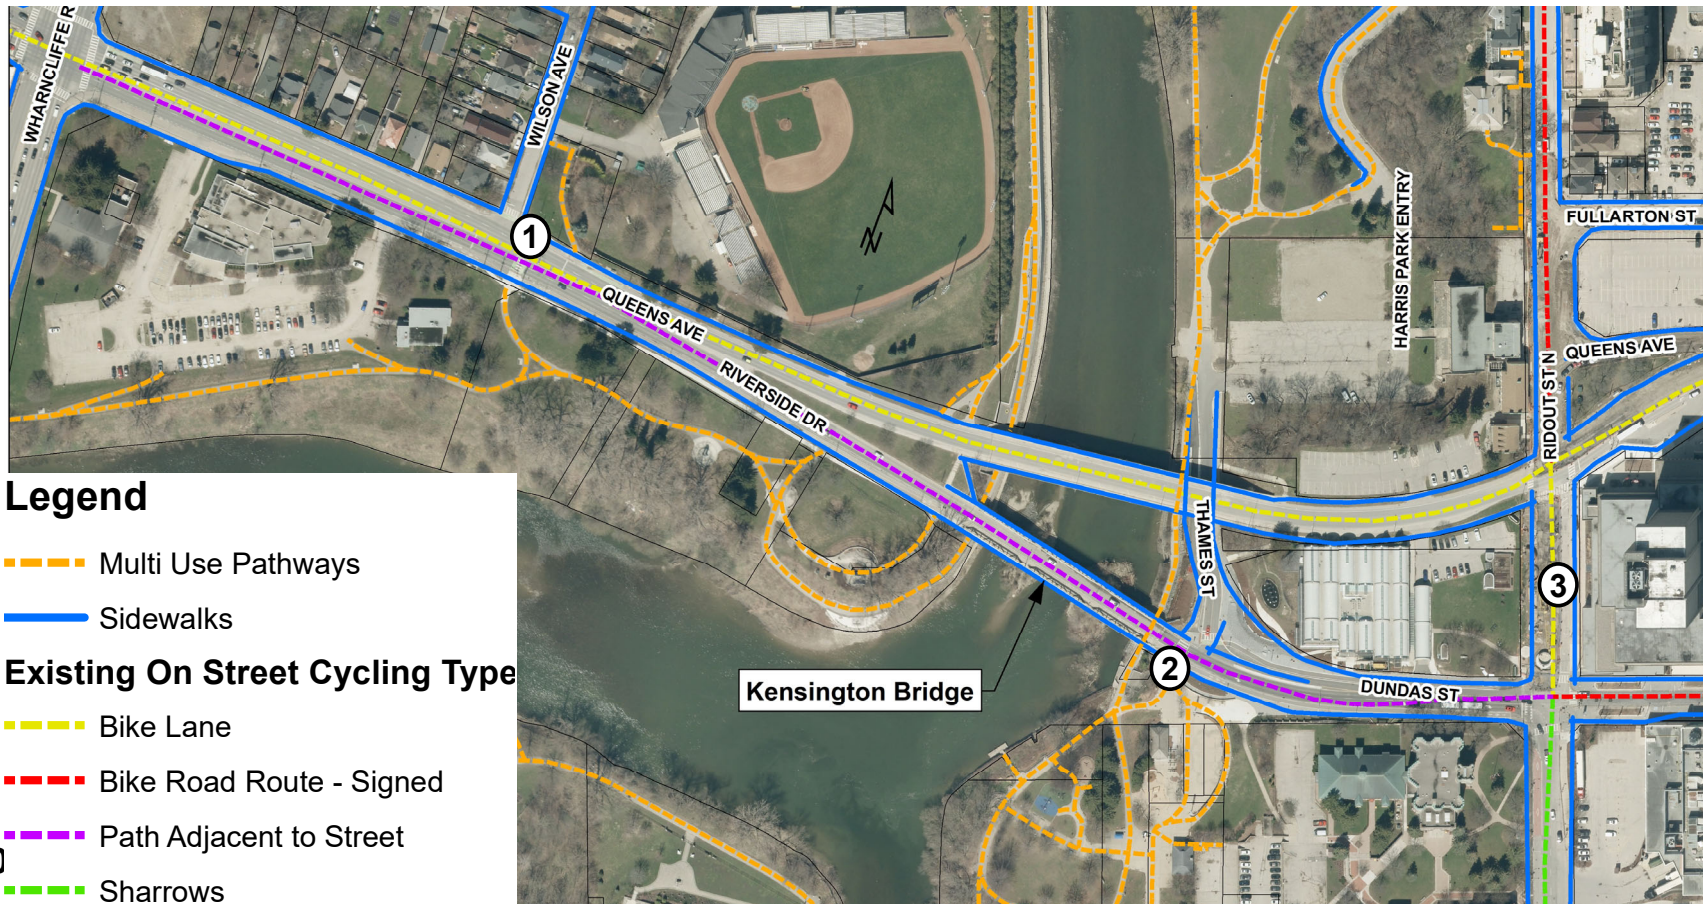 WHARNCLIFFE R
WILSON AVE
1
N
QUEENS AVE
RIVERSIDE DR
HARRIS PARK ENTRY
FULLARTON ST
QUEENS AVE
RIDOUT ST N
THAMES ST
3
2
DUNDAS ST
Kensington Bridge
Legend
Multi Use Pathways
Sidewalks
Existing On Street Cycling Type
Bike Lane
Bike Road Route - Signed
Path Adjacent to Street
Sharrows